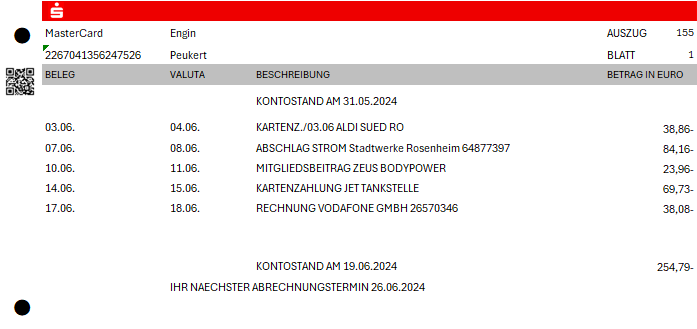 MasterCard Engin AUSZUG 155
2267041356247526 Peukert BLATT 1
BELEG VALUTA BESCHREIBUNG BETRAG IN EURO
KONTOSTAND AM 31.05.2024
03.06. 04.06. KARTENZ./03.06 ALDI SUED RO 38,86-
07.06. 08.06. ABSCHLAG STROM Stadtwerke Rosenheim 64877397 84,16-
10.06. 11.06. MITGLIEDSBEITRAG ZEUS BODYPOWER 23,96-
14.06. 15.06. KARTENZAHLUNG JET TANKSTELLE 69,73-
17.06. 18.06. RECHNUNG VODAFONE GMBH 26570346 38,08-
KONTOSTAND AM 19.06.2024 254,79-
IHR NAECHSTER ABRECHNUNGSTERMIN 26.06.2024